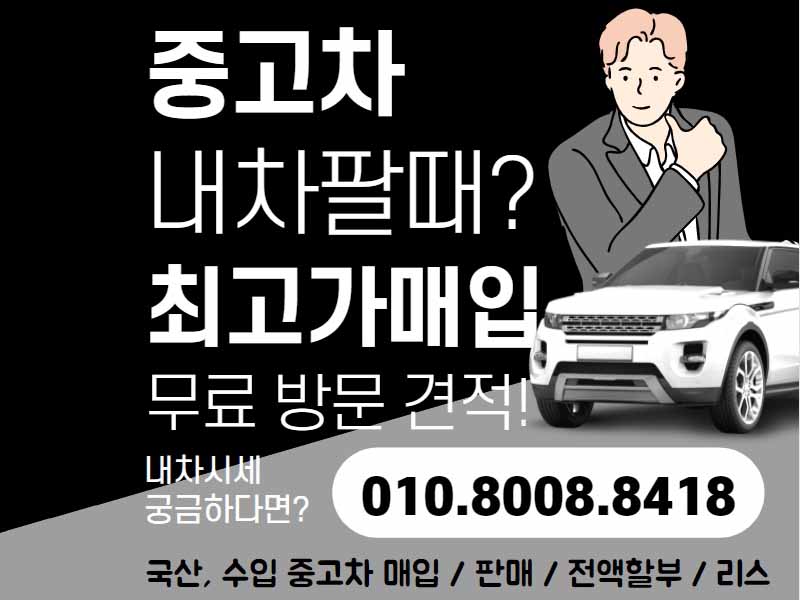 중고차
내차팔때?
최고가매입
무료 방문 견적!
내차시세
궁금하다면?
010.8008.8418
국산, 수입 중고차 매입 / 판매 / 전액할부 / 리스